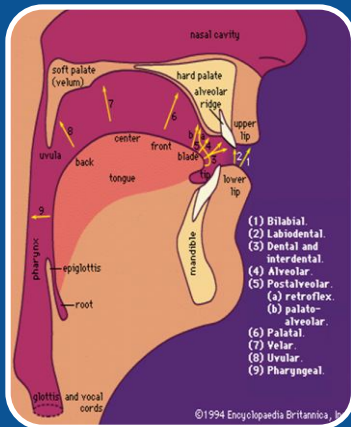 nasal cavity
soft palate
(velum)
hard palate
alveolar
ridge
upper
lip
7
6
8
b
a
5
4
3
2
1
center
front
blade
uvula
back
tip
lower
lip
tongue
9
pharynx
mandible
epiglottis
root
glottis and vocal
cords
(1) Bilabial.
(2) Labiodental.
(3) Dental and
interdental.
(4) Alveolar.
(5) Postalveolar.
(a) retroflex.
(b) palato-
alveolar.
(6) Palatal.
(7) Velar.
(8) Uvular.
(9) Pharyngeal.
©1994 Encyclopaedia Britannica, In